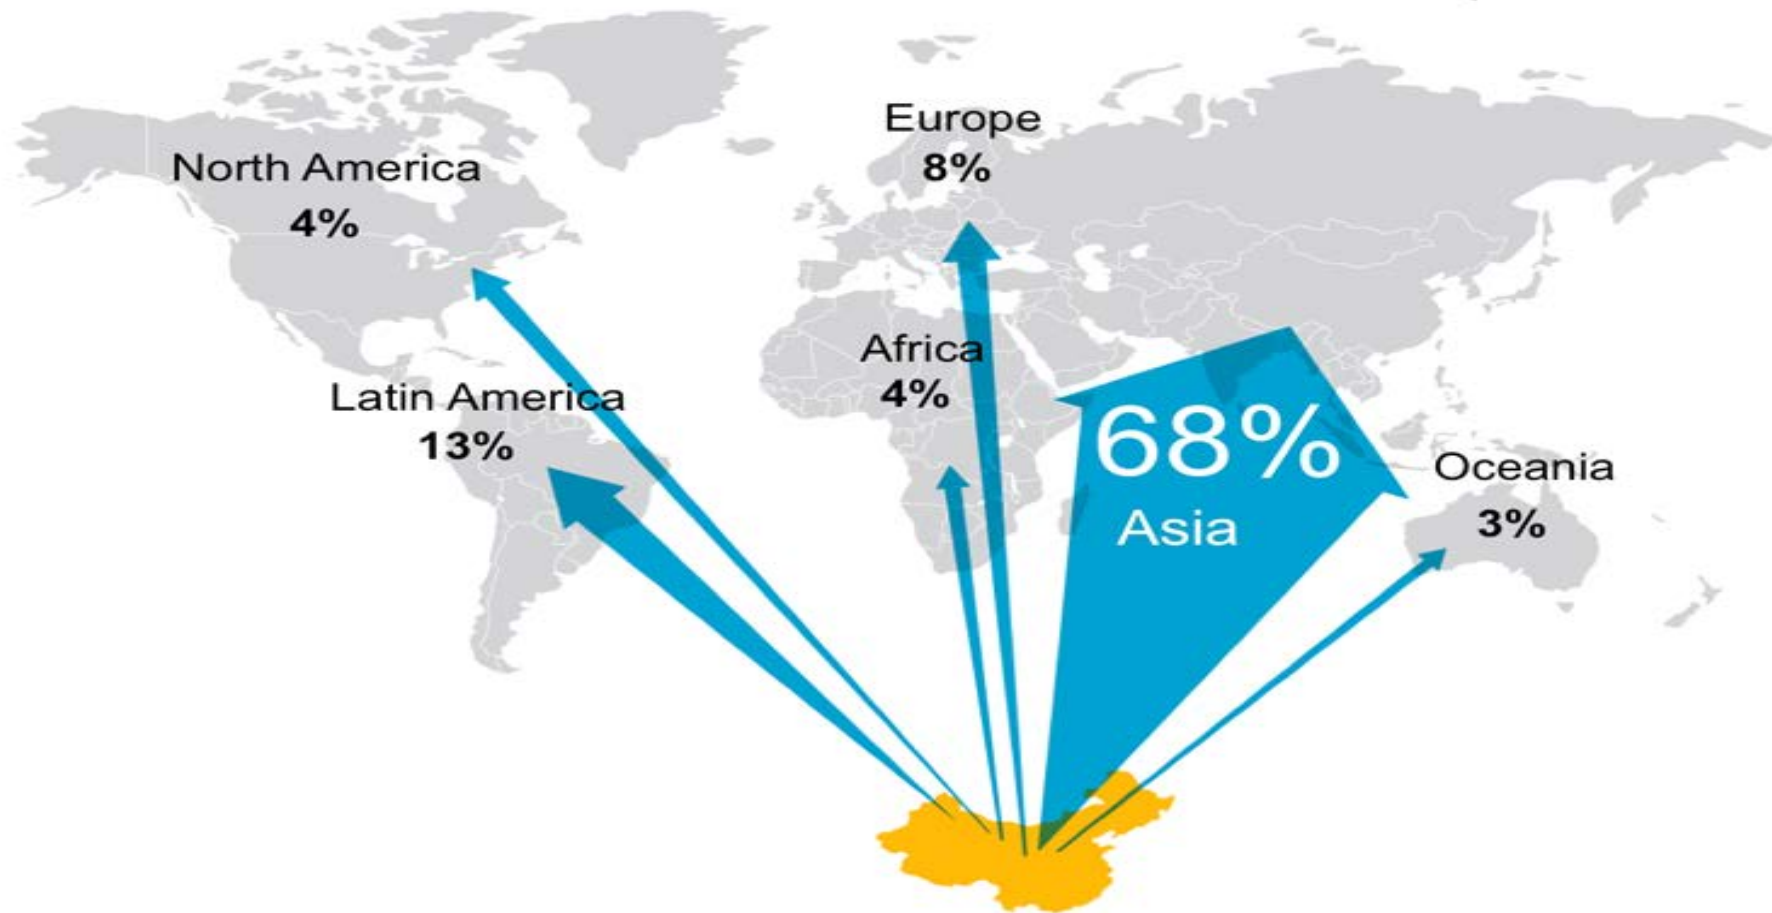 Europe
8%
North America
4%
Africa
4%
Latin America
13%
68%
Asia
Oceania
3%